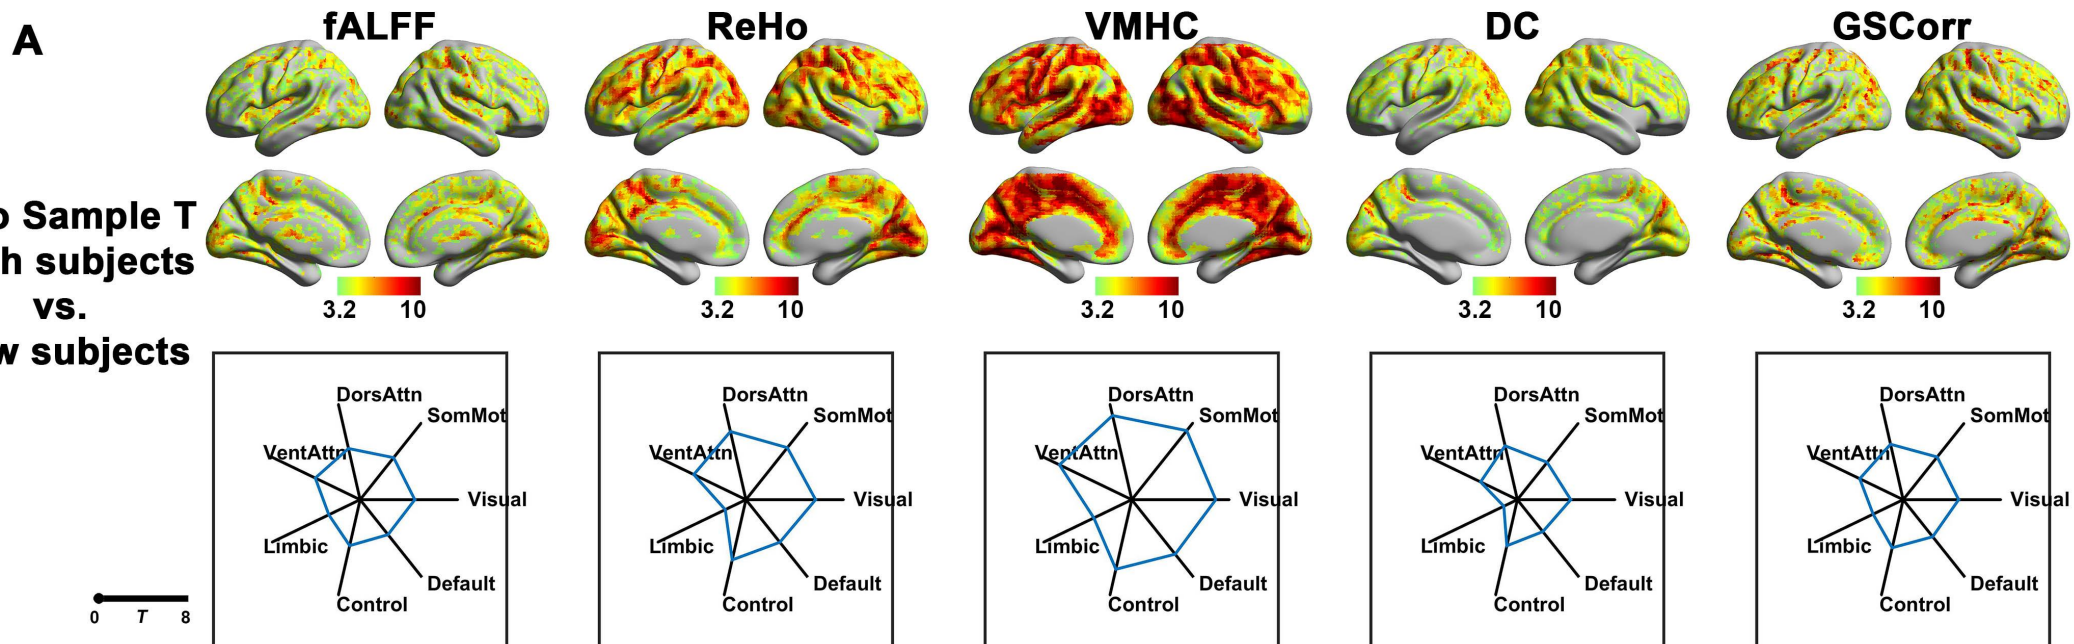 A
fALFF
ReHo
VMHC
DC
GSCorr
Sample T
subjects
vs.
subjects
3.2 10
3.2 10
3.2 10
3.2 10
3.2 10
DorsAttn
SomMot
VentAttn
Visual
Limbic
Default
Control
DorsAttn
SomMot
VentAttn
Visual
Limbic
Default
Control
DorsAttn
SomMot
VentAttn
Visual
Limbic
Default
Control
DorsAttn
SomMot
VentAttn
Visual
Limbic
Default
Control
DorsAttn
SomMot
VentAttn
Visual
Limbic
Default
Control
0 T 8